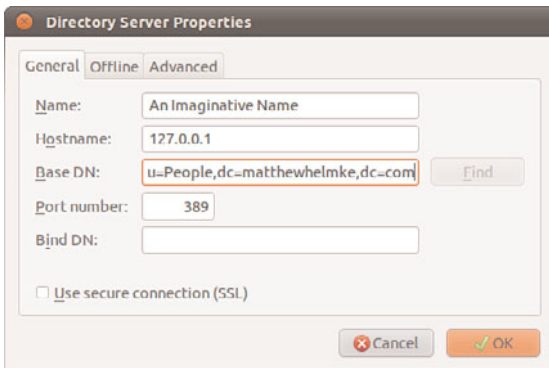 Directory Server Properties
General Offline Advanced
Name: An Imaginative Name
Hostname: 127.0.0.1
Base DN: u=People,dc=matthewhelmke,dc=com Find
Port number: 389
Bind DN:
Use secure connection (SSL)
Cancel OK